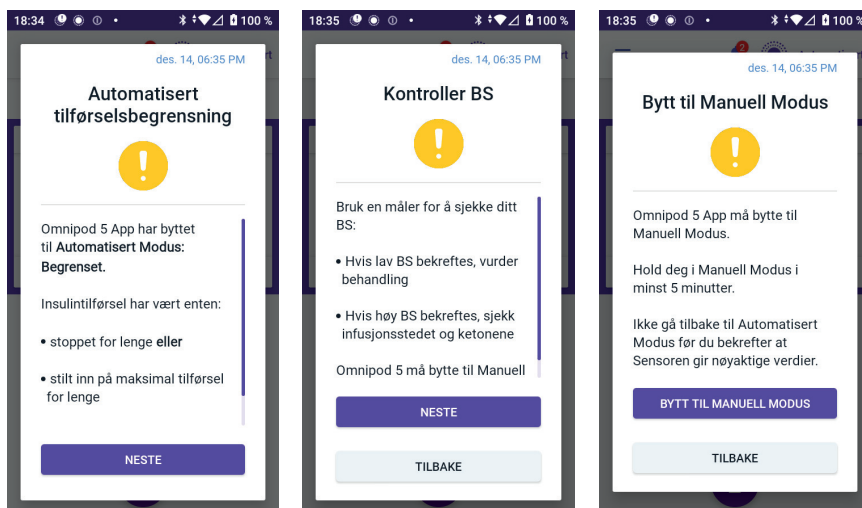 18:34
100 %
des. 14, 06:35 PM
Automatisert
tilførselsbegrensning
Omnipod 5 App har byttet
til Automatisert Modus:
Begrenset.
Insulintilførsel har vært enten:
• stoppet for lenge eller
• stilt inn på maksimal tilførsel
for lenge
NESTE
18:35
100 %
des. 14, 06:35 PM
Kontroller BS
Bruk en måler for å sjekke ditt
BS:
• Hvis lav BS bekreftes, vurder
behandling
• Hvis høy BS bekreftes, sjekk
infusjonsstedet og ketonene
Omnipod 5 må bytte til Manuell
NESTE
TILBAKE
18:35
100 %
2
des. 14, 06:35 PM
Bytt til Manuell Modus
Omnipod 5 App må bytte til
Manuell Modus.
Hold deg i Manuell Modus i
minst 5 minutter.
Ikke gå tilbake til Automatisert
Modus før du bekrefter at
Sensoren gir nøyaktige verdier.
BYTT TIL MANUELL MODUS
TILBAKE